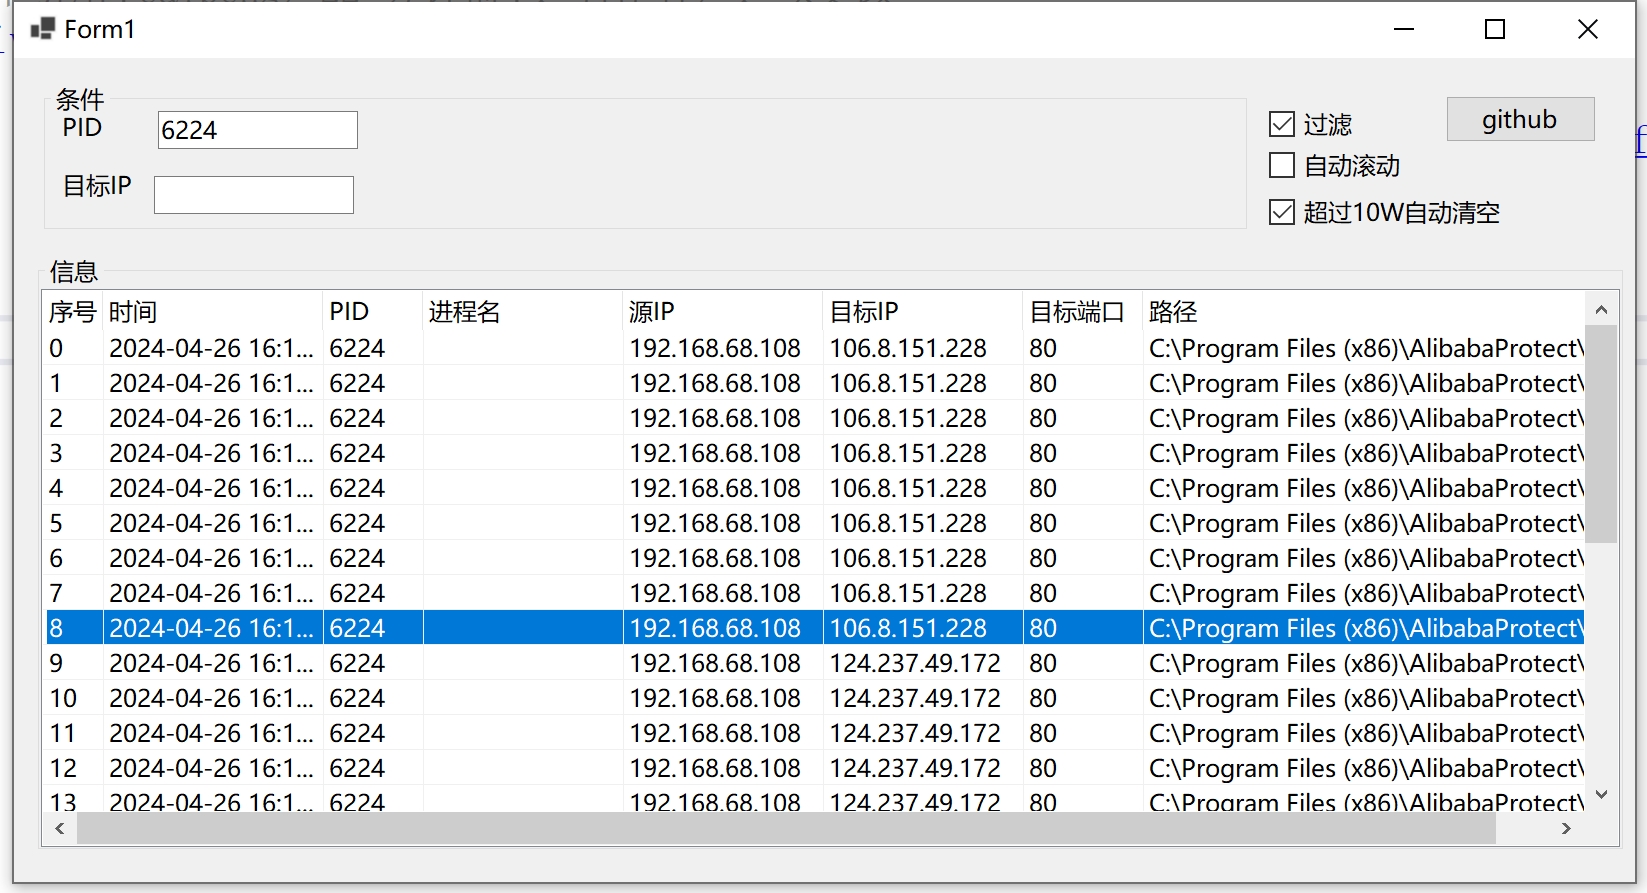 Form1
条件
PID 6224
目标IP
过滤
自动滚动
超过10W自动清空
github
信息
序号 时间 PID 进程名 源IP 目标IP 目标端口 路径
0 2024-04-26 16:1... 6224 192.168.68.108 106.8.151.228 80 C:\Program Files (x86)\AlibabaProtect\
1 2024-04-26 16:1... 6224 192.168.68.108 106.8.151.228 80 C:\Program Files (x86)\AlibabaProtect\
2 2024-04-26 16:1... 6224 192.168.68.108 106.8.151.228 80 C:\Program Files (x86)\AlibabaProtect\
3 2024-04-26 16:1... 6224 192.168.68.108 106.8.151.228 80 C:\Program Files (x86)\AlibabaProtect\
4 2024-04-26 16:1... 6224 192.168.68.108 106.8.151.228 80 C:\Program Files (x86)\AlibabaProtect\
5 2024-04-26 16:1... 6224 192.168.68.108 106.8.151.228 80 C:\Program Files (x86)\AlibabaProtect\
6 2024-04-26 16:1... 6224 192.168.68.108 106.8.151.228 80 C:\Program Files (x86)\AlibabaProtect\
7 2024-04-26 16:1... 6224 192.168.68.108 106.8.151.228 80 C:\Program Files (x86)\AlibabaProtect\
8 2024-04-26 16:1... 6224 192.168.68.108 106.8.151.228 80 C:\Program Files (x86)\AlibabaProtect\
9 2024-04-26 16:1... 6224 192.168.68.108 124.237.49.172 80 C:\Program Files (x86)\AlibabaProtect\
10 2024-04-26 16:1... 6224 192.168.68.108 124.237.49.172 80 C:\Program Files (x86)\AlibabaProtect\
11 2024-04-26 16:1... 6224 192.168.68.108 124.237.49.172 80 C:\Program Files (x86)\AlibabaProtect\
12 2024-04-26 16:1... 6224 192.168.68.108 124.237.49.172 80 C:\Program Files (x86)\AlibabaProtect\
13 2024-04-26 16:1... 6224 192.168.68.108 124.237.49.172 80 C:\Program Files (x86)\AlibabaProtect\